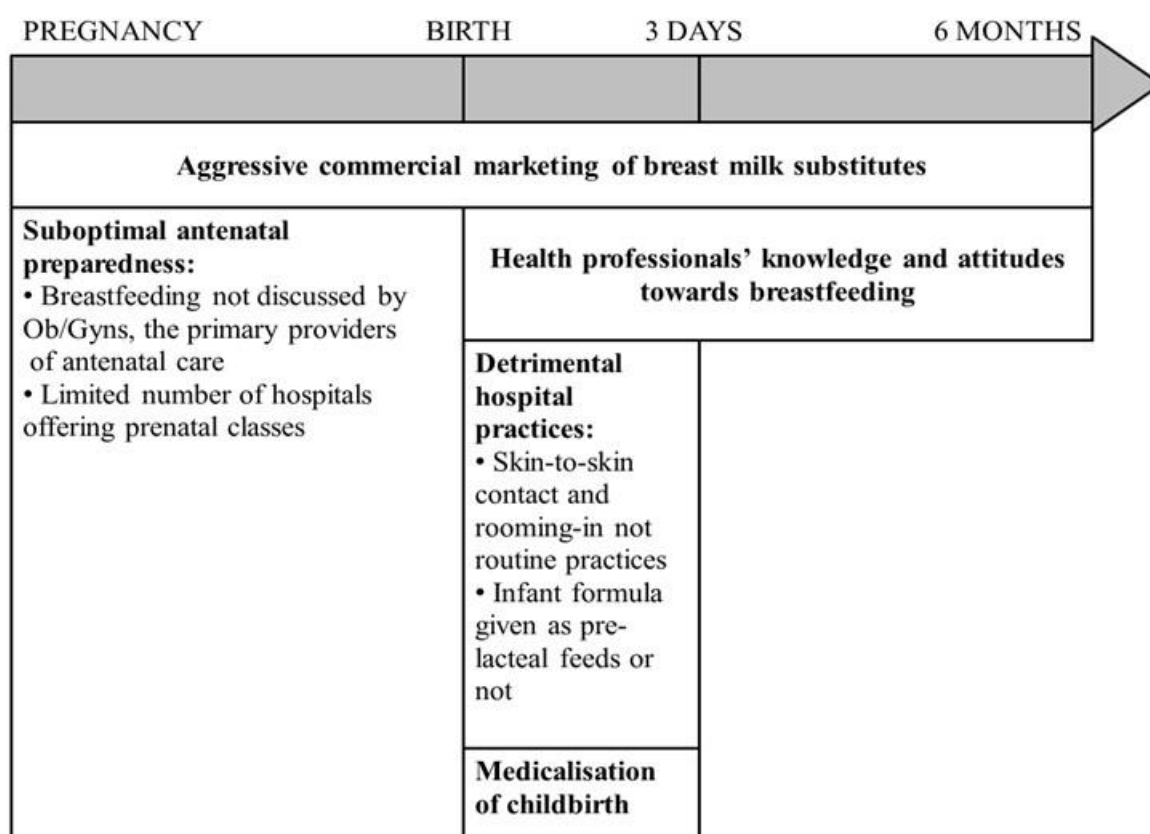 PREGNANCY BIRTH 3 DAYS 6 MONTHS
Aggressive commercial marketing of breast milk substitutes
Suboptimal antenatal
preparedness:
• Breastfeeding not discussed by
Ob/Gyns, the primary providers
of antenatal care
• Limited number of hospitals
offering prenatal classes
Health professionals’ knowledge and attitudes
towards breastfeeding
Detrimental
hospital
practices:
• Skin-to-skin
contact and
rooming-in not
routine practices
• Infant formula
given as pre-
lacteal feeds or
not
Medicalisation
of childbirth